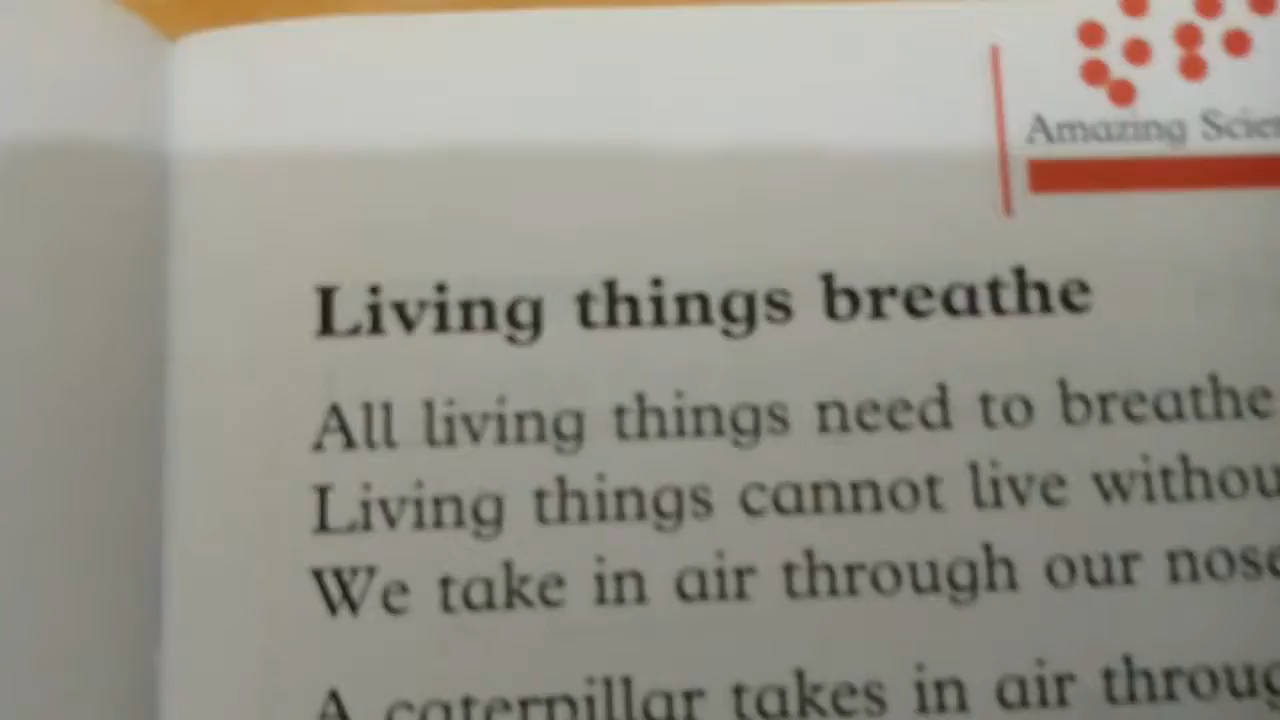 Amazing Scien
Living things breathe
All living things need to breathe
Living things cannot live withou
We take in air through our nose
A caterpillar takes in air throug